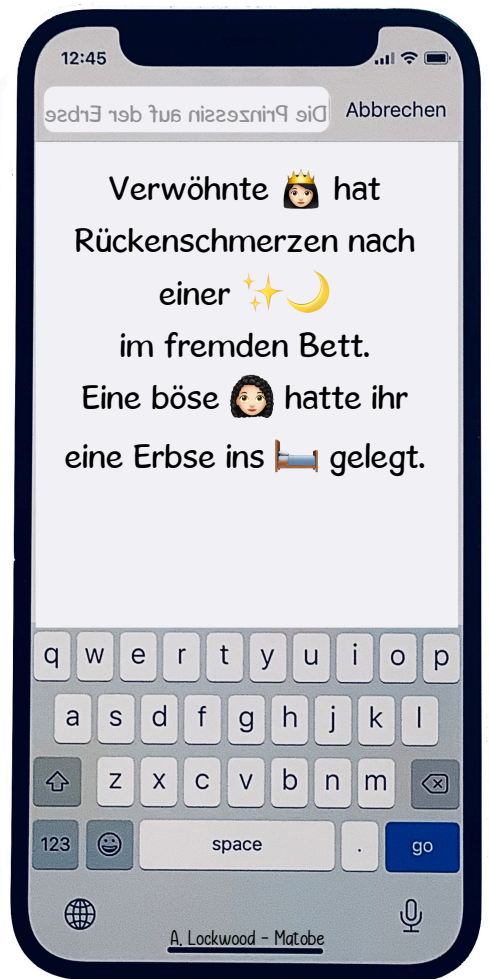 12:45
Die Prinzessin auf der Erbse
Abbrechen
Verwöhnte 👸🏻 hat
Rückenschmerzen nach
einer ✨🌙
im fremden Bett.
Eine böse 👩🏻‍🦱 hatte ihr
eine Erbse ins 🛏️ gelegt.
q w e r t y u i o p
a s d f g h j k l
z x c v b n m
123 space . go
A. Lockwood - Matobe